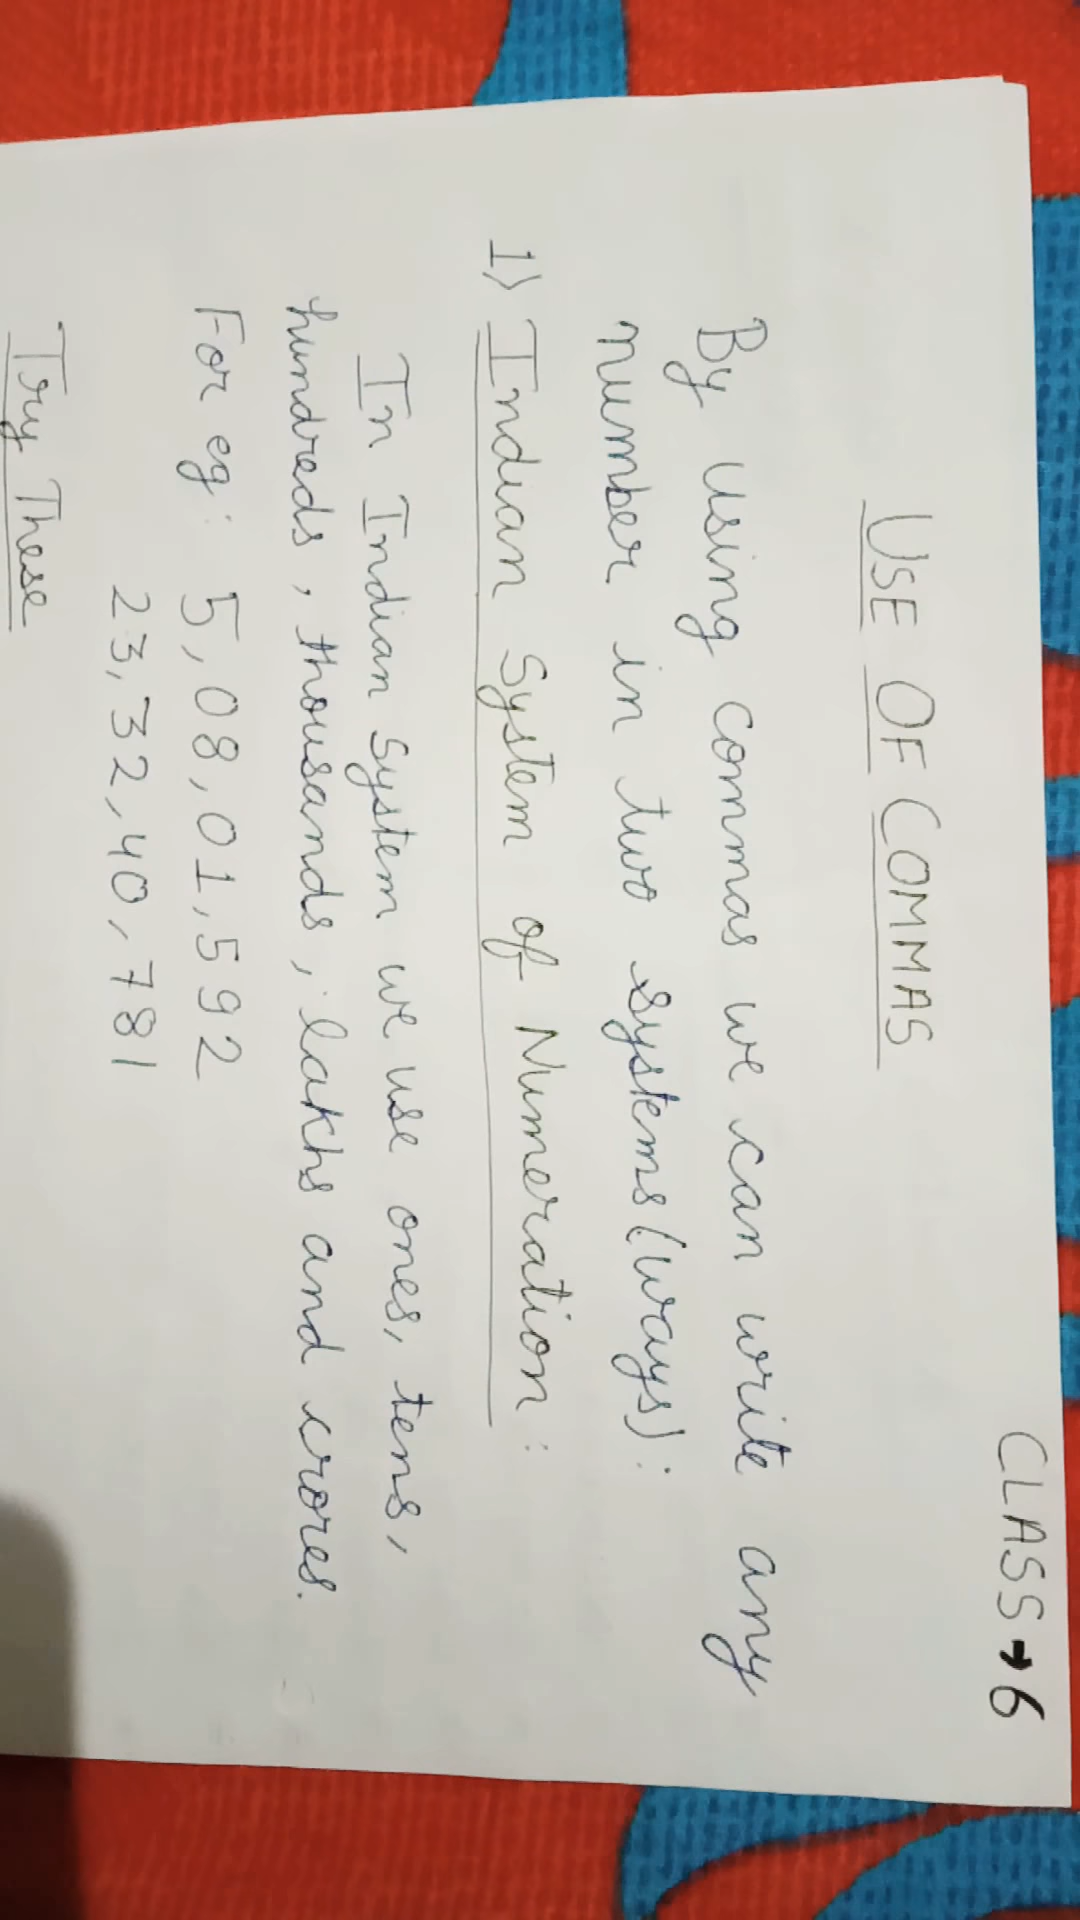 CLASS → 6
USE OF COMMAS
By using commas we can write any
number in two systems (ways):
1) Indian System of Numeration:
In Indian System we use ones, tens,
hundreds, thousands, lakhs and crores.
For eg: 5,08,01,592
23,32,40,781
Try These